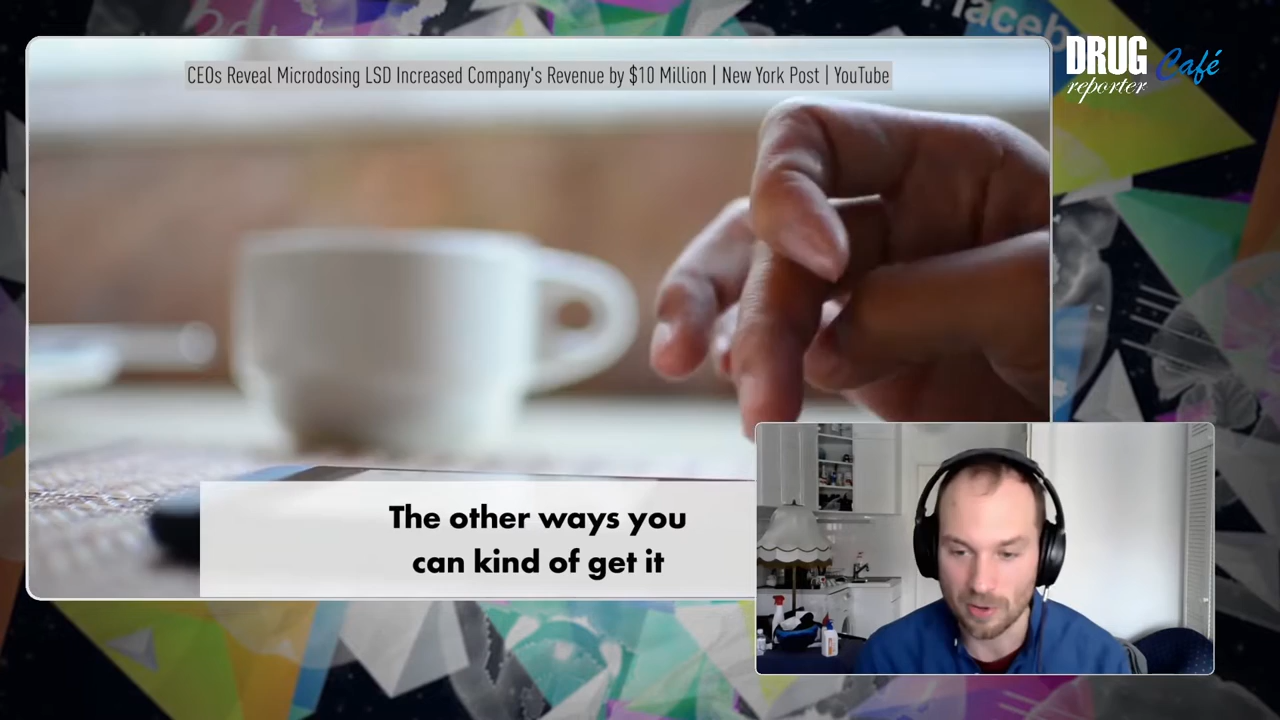 CEOs Reveal Microdosing LSD Increased Company's Revenue by $10 Million | New York Post | YouTube
DRUG
reporter
Café
The other ways you
can kind of get it